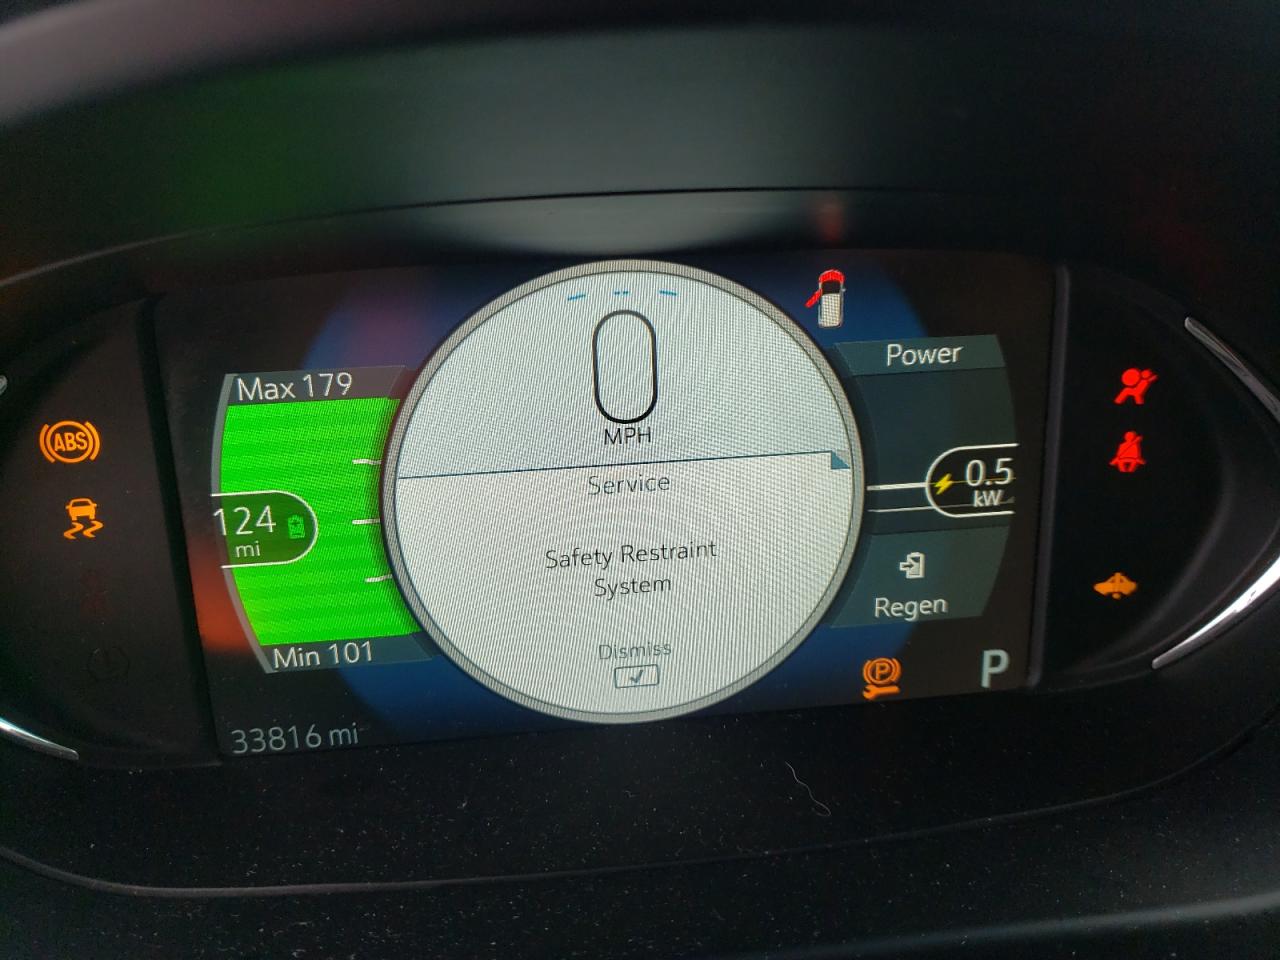 Max 179
ABS
124
mi
Min 101
33816 mi
0
MPH
Service
Safety Restraint
System
Dismiss
Power
0.5
kW
Regen
P
P